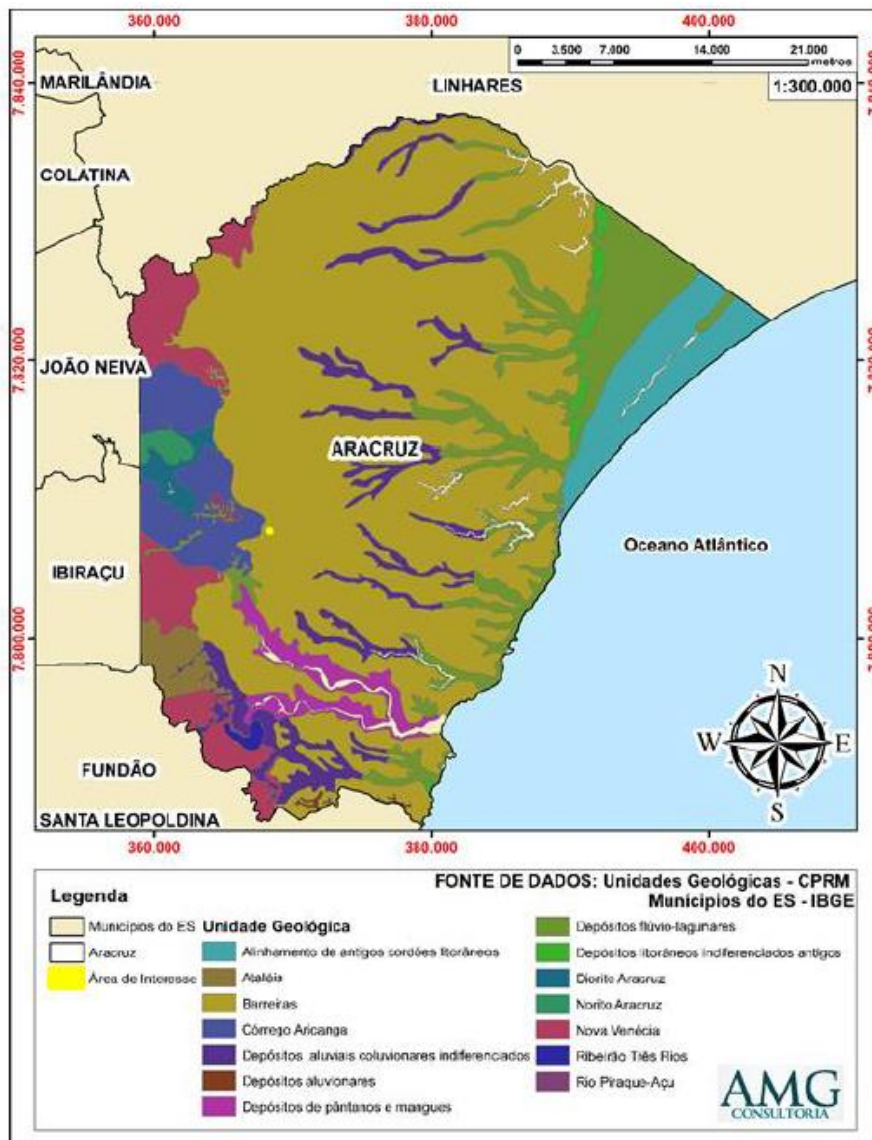 360.000 380.000 400.000
0 3.500 7.000 14.000 21.000
metros
1:300.000
7.840.000
7.820.000
7.800.000
MARILÂNDIA
LINHARES
COLATINA
JOÃO NEIVA
ARACRUZ
Oceano Atlântico
IBIRAÇU
N
W E
S
FUNDÃO
SANTA LEOPOLDINA
360.000 380.000 400.000
FONTE DE DADOS: Unidades Geológicas - CPRM
Municípios do ES - IBGE
Legenda
Municípios do ES
Aracruz
Área de Interesse
Unidade Geológica
Alinhamento de antigos cordões litorâneos
Ataléia
Barreiras
Córrego Aricanga
Depósitos aluviais coluvionares indiferenciados
Depósitos aluvionares
Depósitos de pântanos e mangues
Depósitos flúvio-lagunares
Depósitos litorâneos indiferenciados antigos
Diorito Aracruz
Norito Aracruz
Nova Venécia
Ribeirão Três Rios
Rio Piraque-Açu
AMG
CONSULTORIA